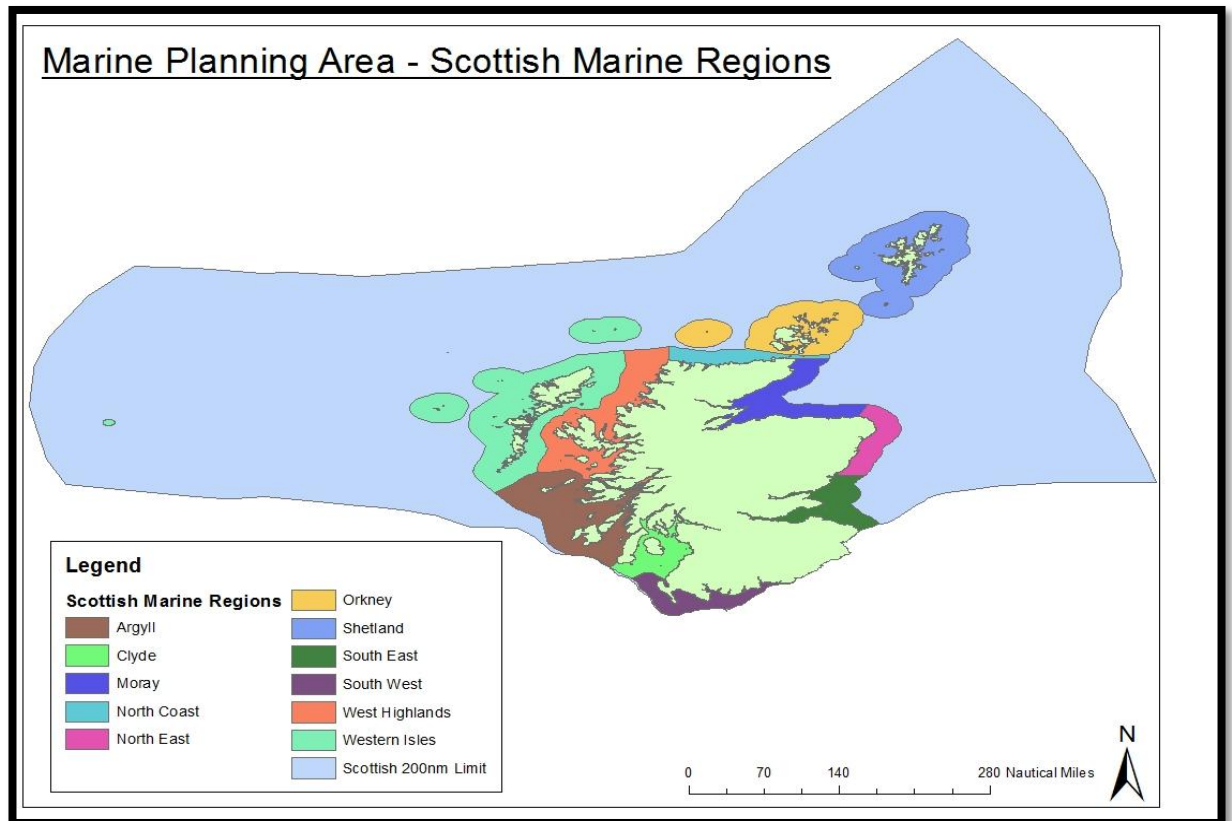 Marine Planning Area - Scottish Marine Regions
Legend
Scottish Marine Regions
Argyll
Clyde
Moray
North Coast
North East
Orkney
Shetland
South East
South West
West Highlands
Western Isles
Scottish 200nm Limit
0 70 140 280 Nautical Miles
N